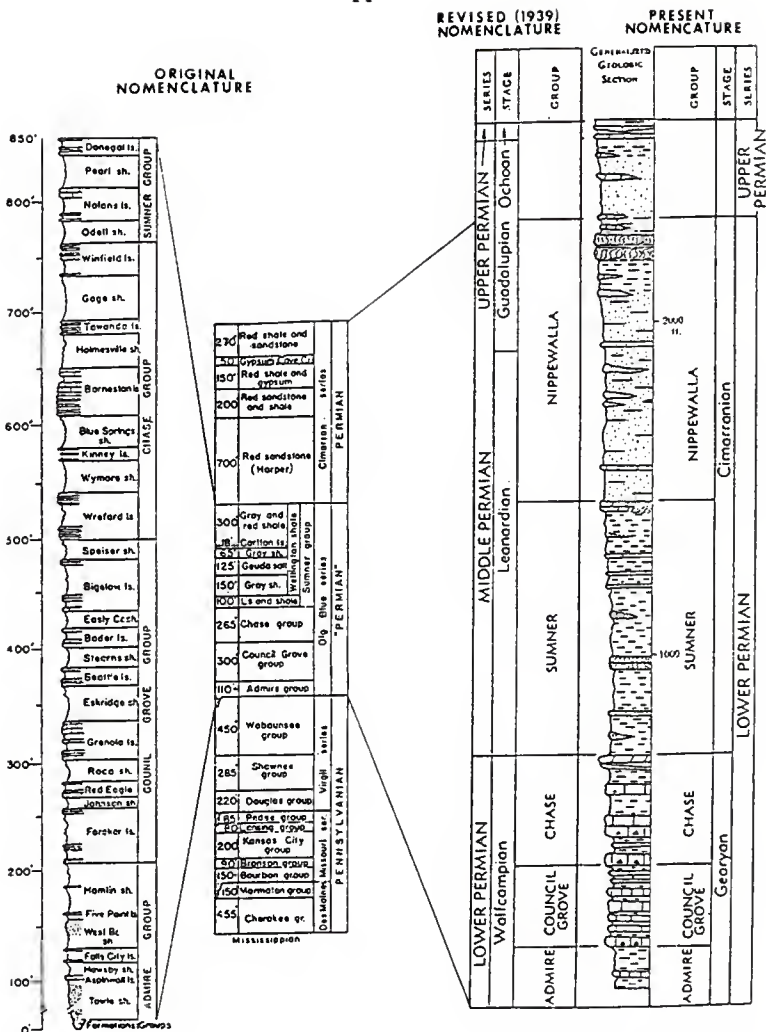 ORIGINAL
NOMENCLATURE
850'
800'
700'
600'
500'
400'
300'
200'
100'
0'
Donegal ls.
Pearl sh.
Nolans ls.
Odell sh.
Winfield ls.
Gage sh.
Towanda ls.
Holmesville sh.
Barneston ls
Blue Springs
sh.
Kinney ls.
Wymore sh.
Wreford ls
Speiser sh.
Bigelow ls.
Easly Cr. sh.
Bader ls.
Stearns sh.
Beattie ls.
Eskridge sh
Grenola ls.
Roca sh.
Red Eagle
Johnson sh.
Foraker ls.
Hamlin sh.
Five Point ls
West Br.
sh
Falls City ls.
Hawxby sh.
Aspinwall ls
Towle sh.
Formations Groups
SUMNER GROUP
CHASE GROUP
COUNIL GROVE GROUP
ADMIRE GROUP
270' Red shale and
sandstone
50 Gypsum (Cave Cr.)
150' Red shale and
gypsum
200 Red sandstone
and shale
700' Red sandstone
(Harper)
Cimarron series
PERMIAN
300 Gray and
red shale
18' Carlton ls.
65' Gray sh.
125' Geuda salt
150' Gray sh.
100' Ls and shale
Wellington shale
Sumner group
265 Chase group
300' Council Grove
group
110' Admire group
Big Blue series
"PERMIAN"
450' Wabaunsee
group
285' Shawnee
group
220' Douglas group
Virgil series
185 Pedee group
80 Lansing group
200 Kansas City
group
90 Bronson group
150' Bourbon group
Missouri ser.
150' Marmaton group
455' Cherokee gr.
DesMoines
PENNSYLVANIAN
Mississippian
REVISED (1939)
NOMENCLATURE
SERIES
STAGE
GROUP
UPPER PERMIAN
MIDDLE PERMIAN
LOWER PERMIAN
Ochoan
Guadalupian
Leanardian
Wolfcampian
NIPPEWALLA
SUMNER
CHASE
COUNCIL
GROVE
ADMIRE
PRESENT
NOMENCATURE
GENERALIZED
GEOLOGIC
SECTION
GROUP
STAGE
SERIES
2000
ft.
1000
NIPPEWALLA
SUMNER
CHASE
COUNCIL
GROVE
ADMIRE
Cimarranian
Gearyan
UPPER
PERMIAN
LOWER PERMIAN